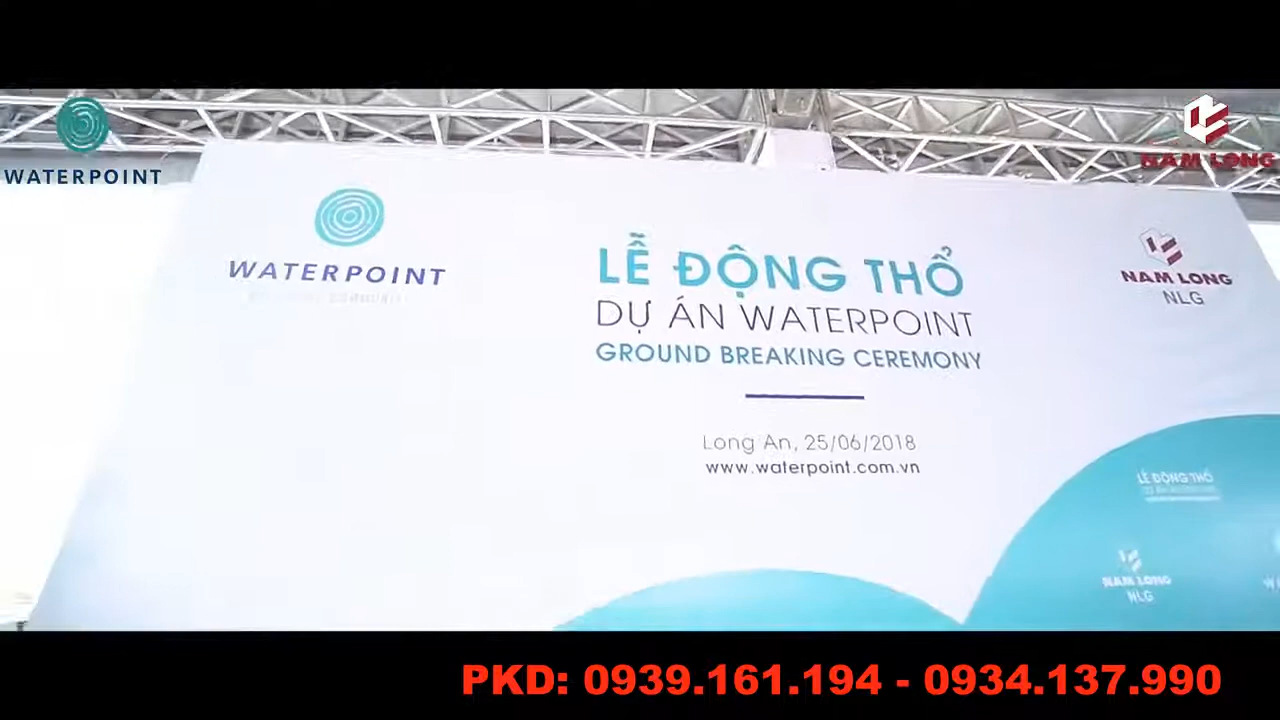 WATERPOINT
NAM LONG
WATERPOINT
LỄ ĐỘNG THỔ
DỰ ÁN WATERPOINT
GROUND BREAKING CEREMONY
Long An, 25/06/2018
www.waterpoint.com.vn
NAM LONG
NLG
LỄ ĐỘNG THỔ
NAM LONG
NLG
PKD: 0939.161.194 - 0934.137.990